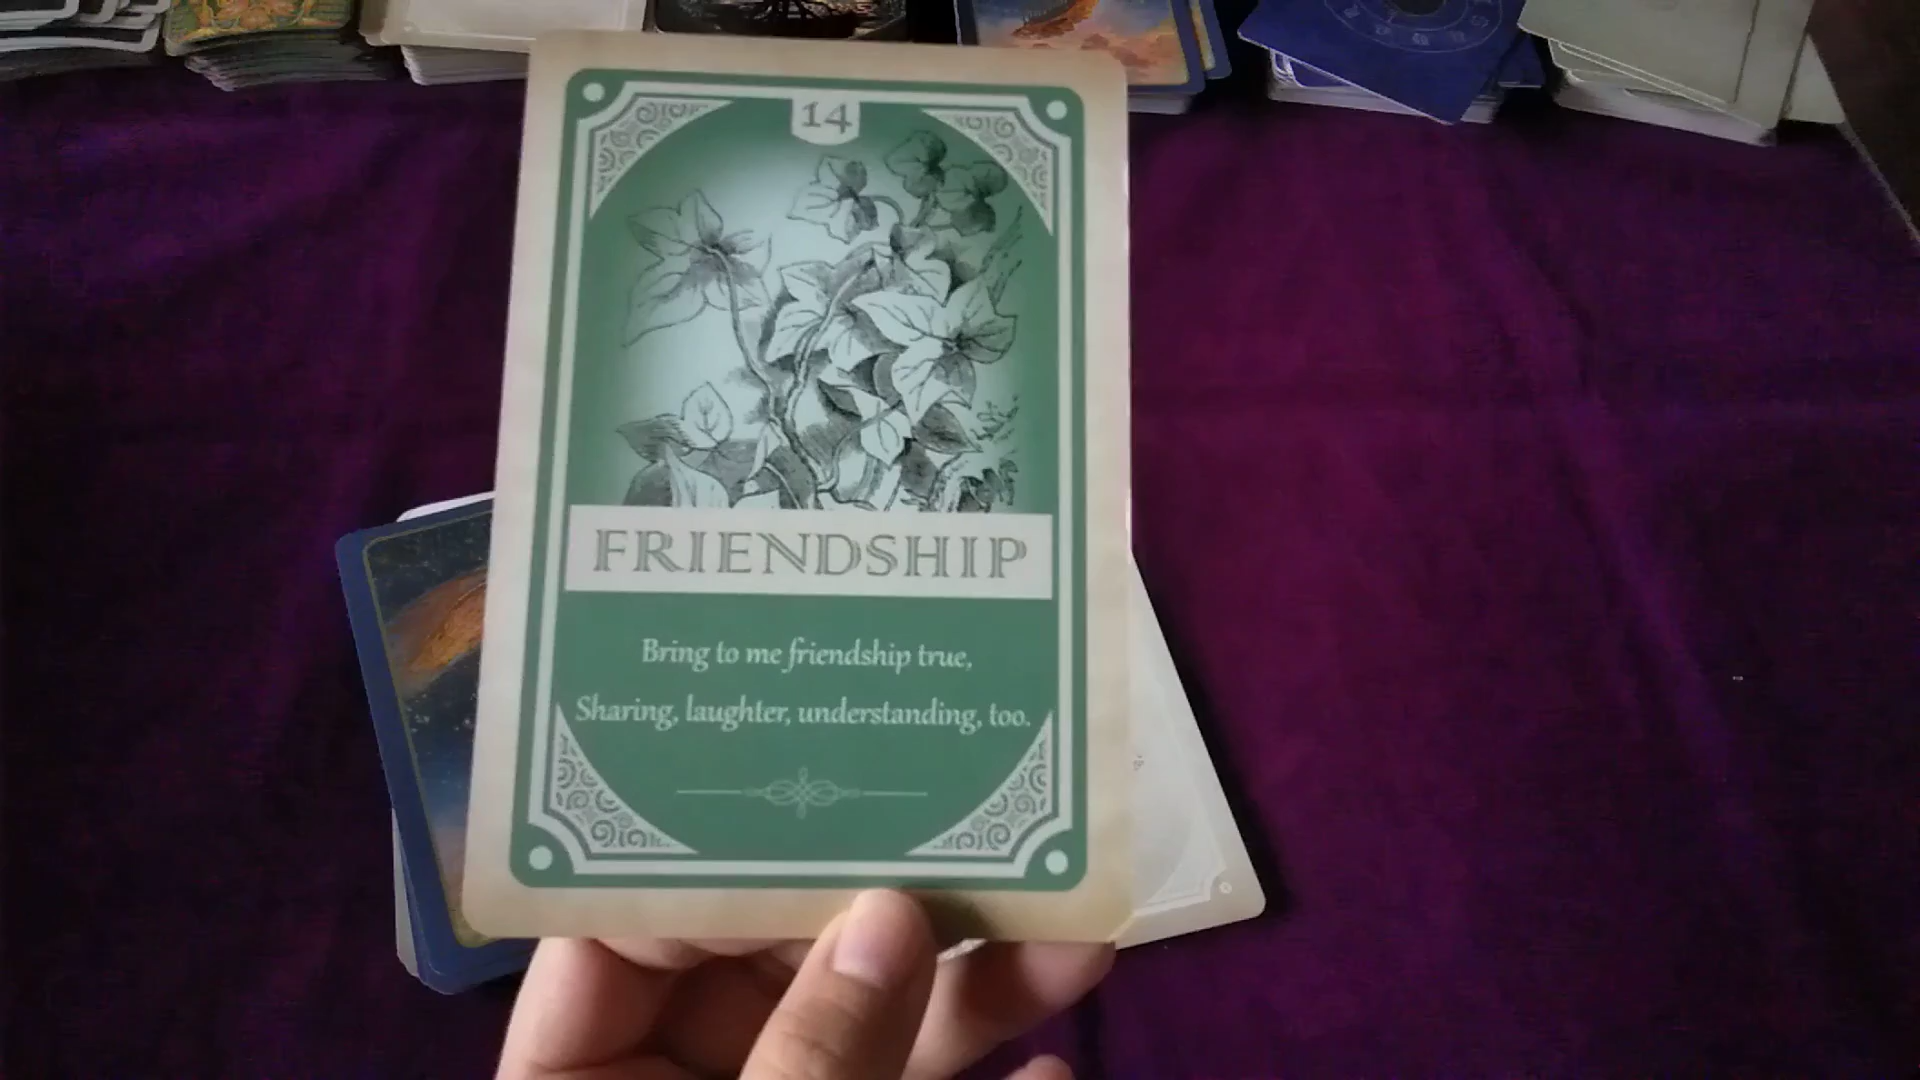 14
FRIENDSHIP
Bring to me friendship true,
Sharing, laughter, understanding, too.